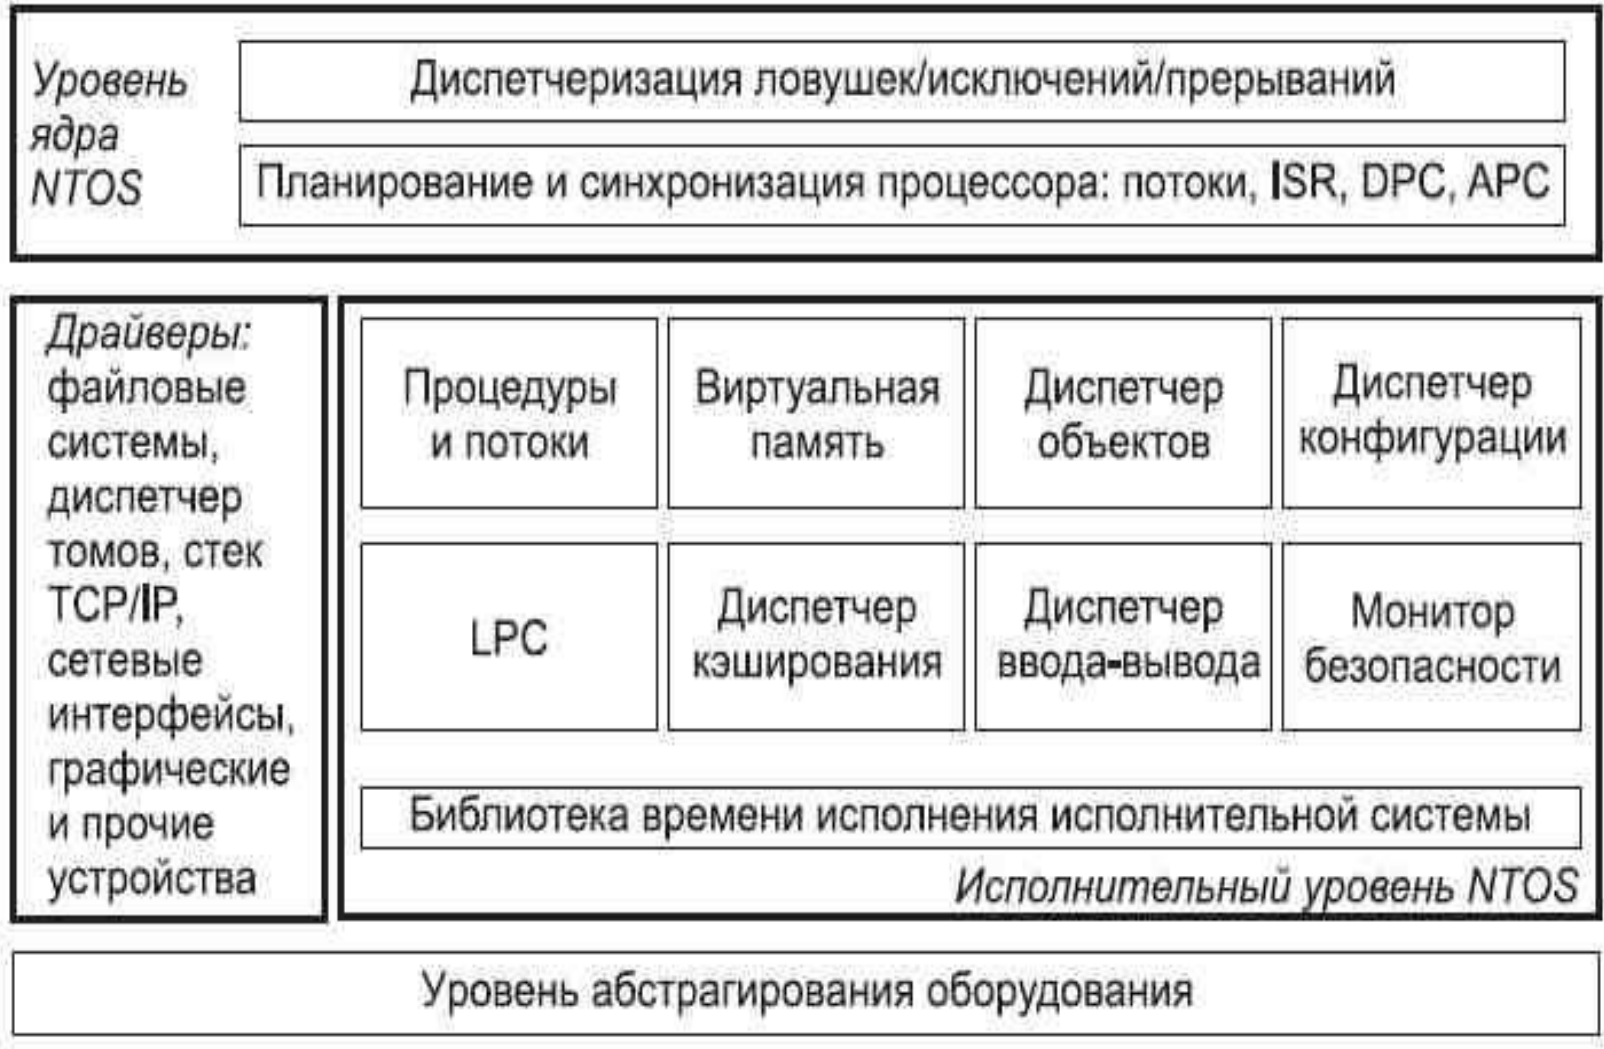 Уровень
ядра
NTOS
Диспетчеризация ловушек/исключений/прерываний
Планирование и синхронизация процессора: потоки, ISR, DPC, APC
Драйверы:
файловые
системы,
диспетчер
томов, стек
TCP/IP,
сетевые
интерфейсы,
графические
и прочие
устройства
Процедуры
и потоки
Виртуальная
память
Диспетчер
объектов
Диспетчер
конфигурации
LPC
Диспетчер
кэширования
Диспетчер
ввода-вывода
Монитор
безопасности
Библиотека времени исполнения исполнительной системы
Исполнительный уровень NTOS
Уровень абстрагирования оборудования